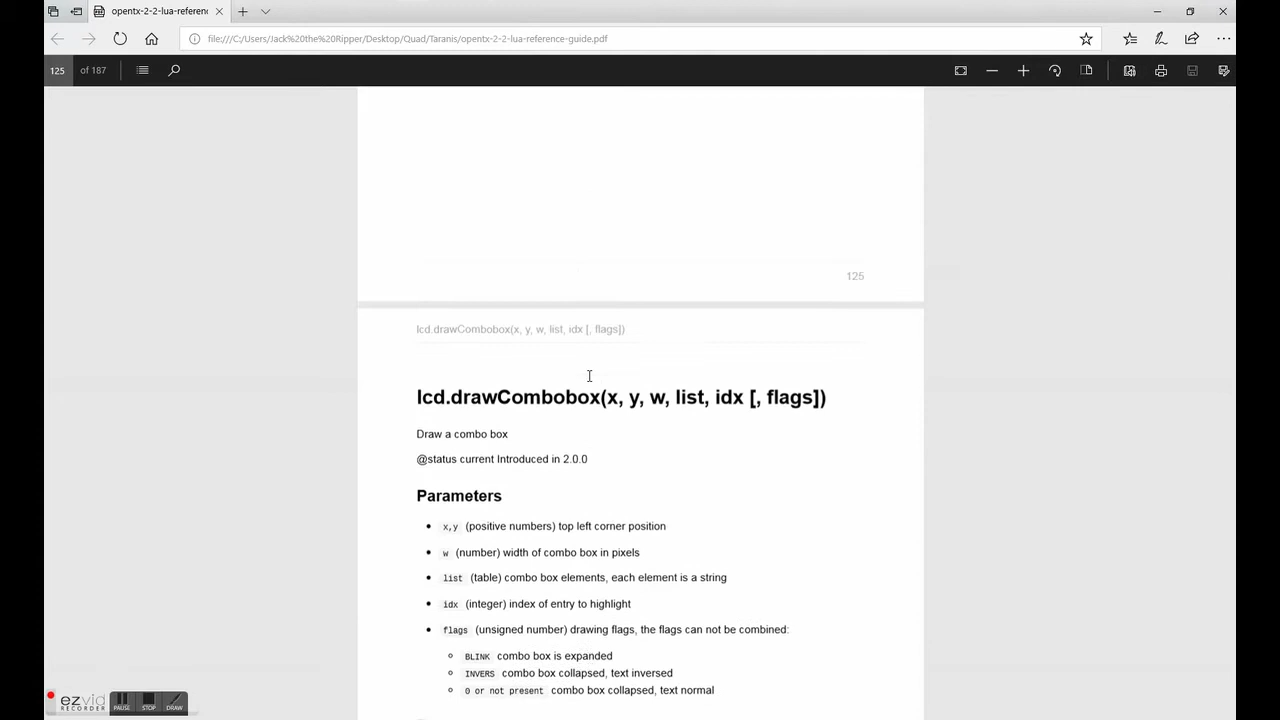 opentx-2-2-lua-referenc
file:///C:/Users/Jack%20the%20Ripper/Desktop/Quad/Taranis/opentx-2-2-lua-reference-guide.pdf
125 of 187
125
lcd.drawCombobox(x, y, w, list, idx [, flags])
lcd.drawCombobox(x, y, w, list, idx [, flags])
Draw a combo box
@status current Introduced in 2.0.0
Parameters
x,y (positive numbers) top left corner position
w (number) width of combo box in pixels
list (table) combo box elements, each element is a string
idx (integer) index of entry to highlight
flags (unsigned number) drawing flags, the flags can not be combined:
BLINK combo box is expanded
INVERS combo box collapsed, text inversed
0 or not present combo box collapsed, text normal
ezvid
RECORDER
PAUSE STOP DRAW